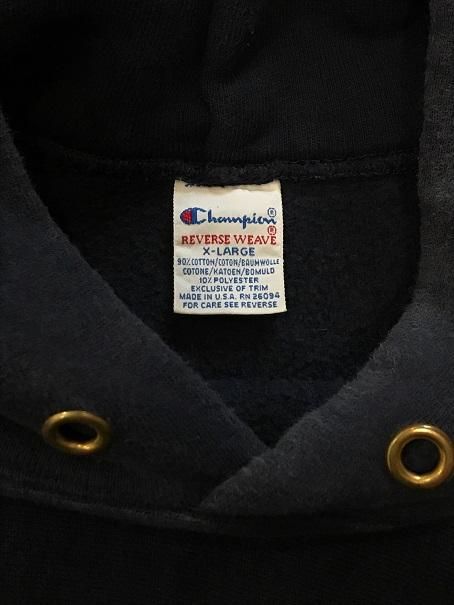 Champion®
REVERSE WEAVE®
X-LARGE
90% COTTON/COTON/BAUMWOLLE
COTONE/KATOEN/BOMULD
10% POLYESTER
EXCLUSIVE OF TRIM
MADE IN U.S.A. RN 26094
FOR CARE SEE REVERSE